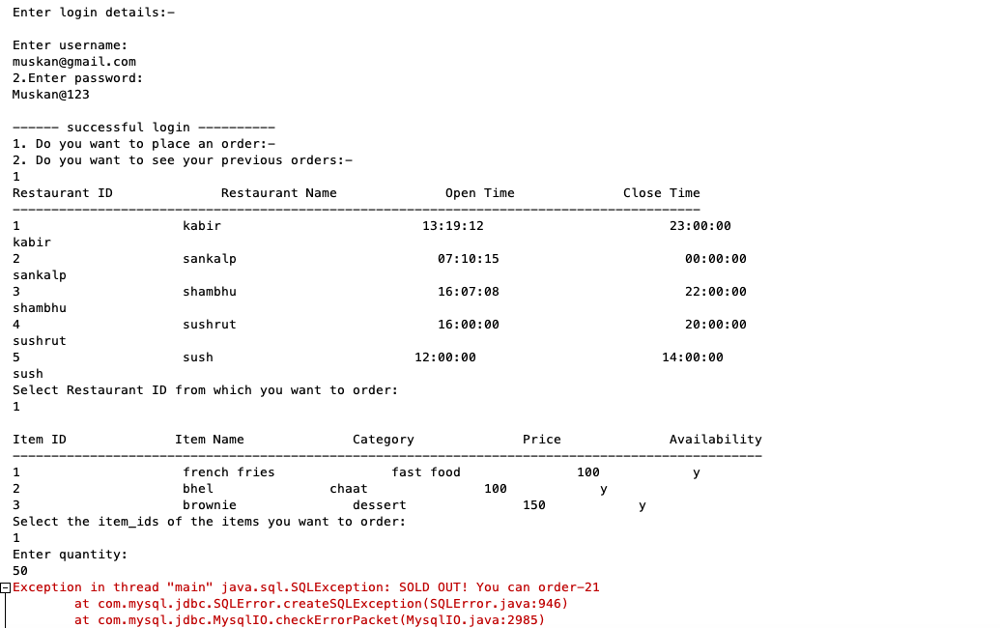 Enter login details:-
Enter username:
muskan@gmail.com
2.Enter password:
Muskan@123
------ successful login ----------
1. Do you want to place an order:-
2. Do you want to see your previous orders:-
1
Restaurant ID Restaurant Name Open Time Close Time
-----------------------------------------------------------------------------------------
1 kabir 13:19:12 23:00:00
kabir
2 sankalp 07:10:15 00:00:00
sankalp
3 shambhu 16:07:08 22:00:00
shambhu
4 sushrut 16:00:00 20:00:00
sushrut
5 sush 12:00:00 14:00:00
sush
Select Restaurant ID from which you want to order:
1
Item ID Item Name Category Price Availability
-------------------------------------------------------------------------------------------------
1 french fries fast food 100 y
2 bhel chaat 100 y
3 brownie dessert 150 y
Select the item_ids of the items you want to order:
1
Enter quantity:
50
Exception in thread "main" java.sql.SQLException: SOLD OUT! You can order-21
at com.mysql.jdbc.SQLError.createSQLException(SQLError.java:946)
at com.mysql.jdbc.MysqlIO.checkErrorPacket(MysqlIO.java:2985)